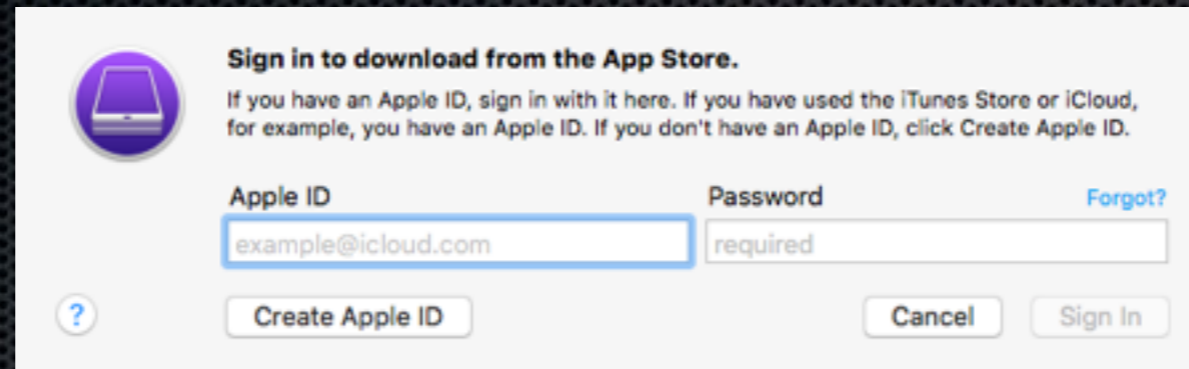 Sign in to download from the App Store.
If you have an Apple ID, sign in with it here. If you have used the iTunes Store or iCloud,
for example, you have an Apple ID. If you don't have an Apple ID, click Create Apple ID.
Apple ID Password Forgot?
example@icloud.com required
? Create Apple ID Cancel Sign In